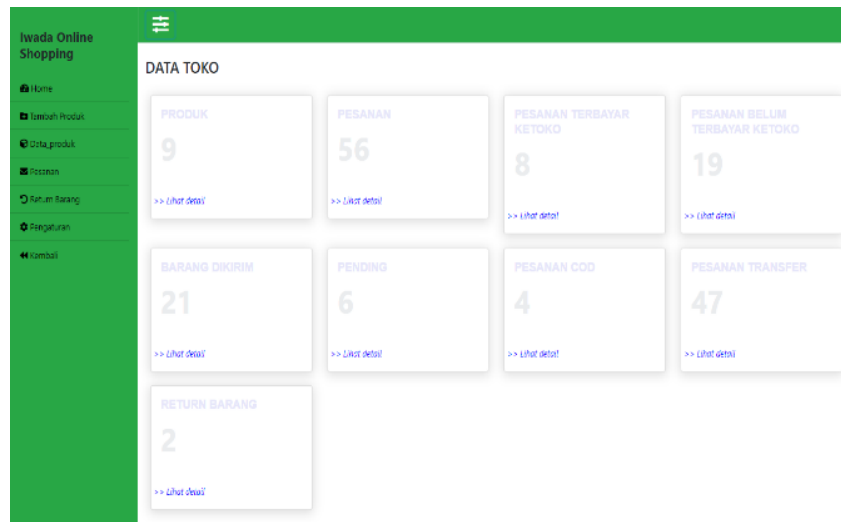 Iwada Online
Shopping
Home
Tambah Produk
Data_produk
Pesanan
Return Barang
Pengaturan
Kembali
DATA TOKO
PRODUK
9
>> Lihat detail
PESANAN
56
>> Lihat detail
PESANAN TERBAYAR
KETOKO
8
>> Lihat detail
PESANAN BELUM
TERBAYAR KETOKO
19
>> Lihat detail
BARANG DIKIRIM
21
>> Lihat detail
PENDING
6
>> Lihat detail
PESANAN COD
4
>> Lihat detail
PESANAN TRANSFER
47
>> Lihat detail
RETURN BARANG
2
>> Lihat detail